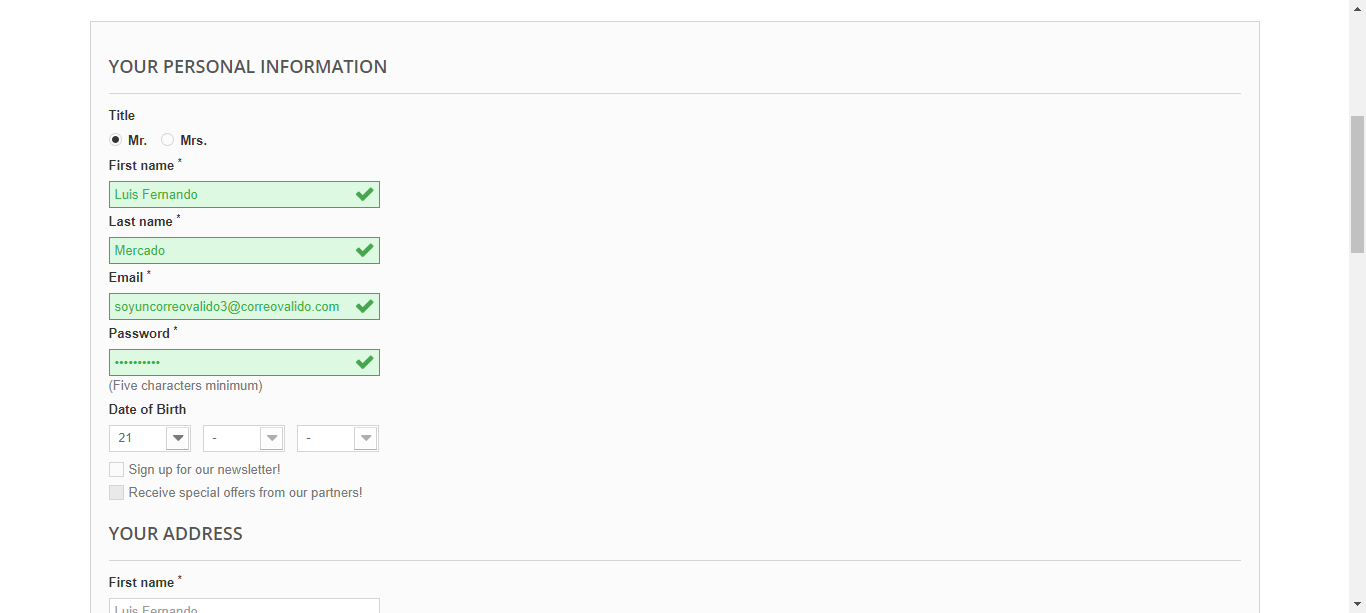 YOUR PERSONAL INFORMATION
Title
Mr. Mrs.
First name *
Luis Fernando
Last name *
Mercado
Email *
soyuncorreovalido3@correovalido.com
Password *
••••••••••
(Five characters minimum)
Date of Birth
21 - -
Sign up for our newsletter!
Receive special offers from our partners!
YOUR ADDRESS
First name *
Luis Fernando